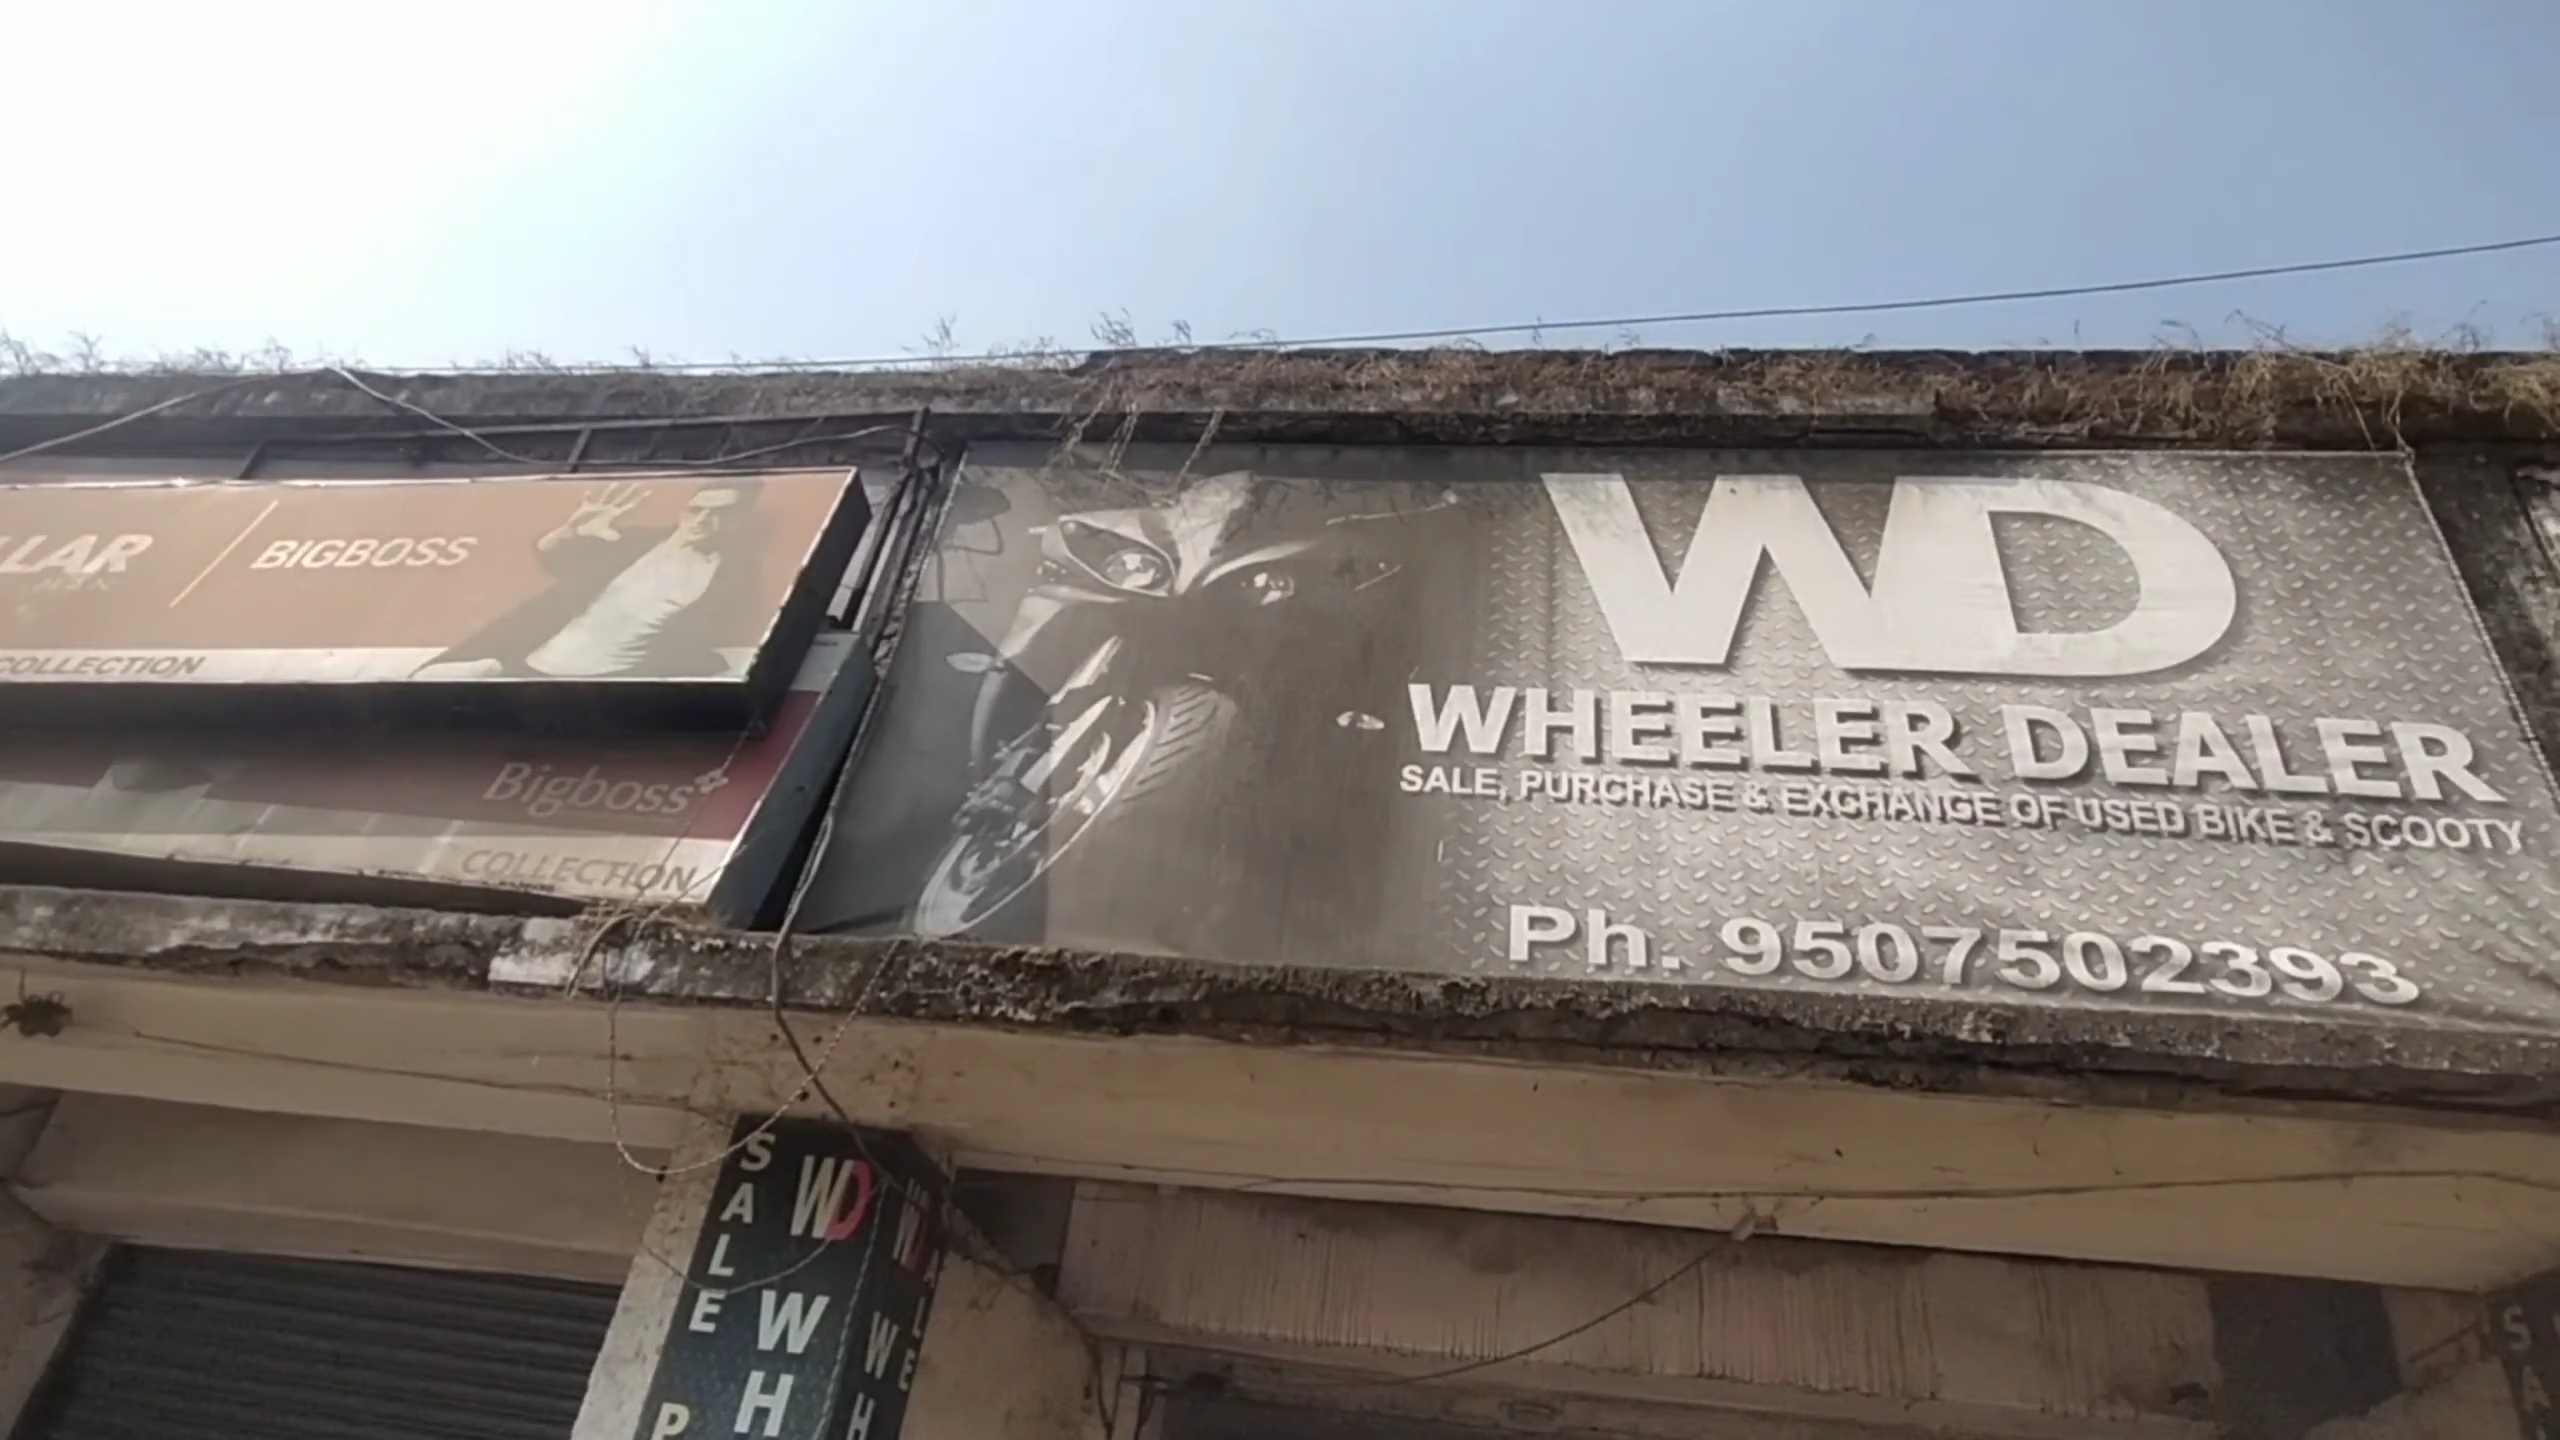 LLAR
MAN
BIGBOSS
COLLECTION
Bigboss
COLLECTION
WD
WHEELER DEALER
SALE, PURCHASE & EXCHANGE OF USED BIKE & SCOOTY
Ph. 9507502393
SALE
P
WD
WH